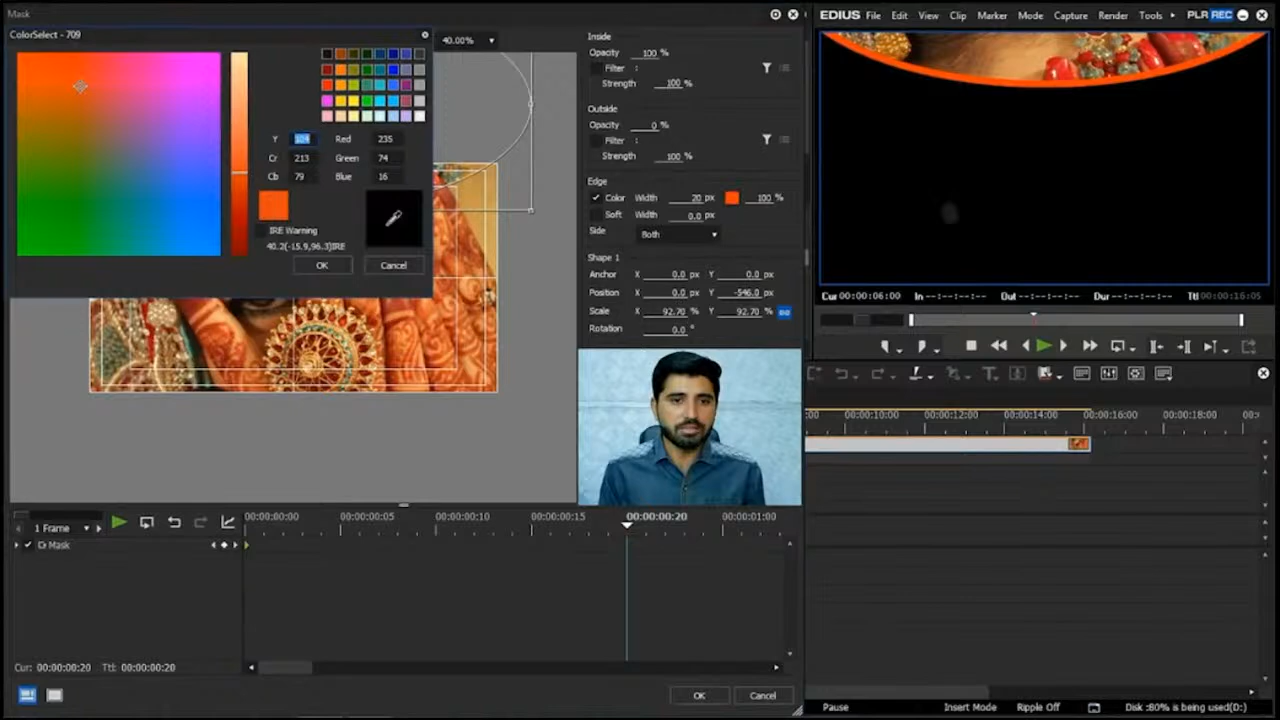 Mask
ColorSelect - 709
40.00%
Y 104 Red 235
Cr 213 Green 74
Cb 79 Blue 16
IRE Warning
40.2(-15.9,96.3)IRE
OK Cancel
Inside
Opacity 100 %
Filter :
Strength 100 %
Outside
Opacity 0 %
Filter :
Strength 100 %
Edge
Color Width 20 px 100 %
Soft Width 0.0 px
Side Both
Shape 1
Anchor X 0.0 px Y 0.0 px
Position X 0.0 px Y -546.0 px
Scale X 92.70 % Y 92.70 %
Rotation 0.0 °
EDIUS File Edit View Clip Marker Mode Capture Render Tools PLR REC
Cur 00:00:06:00 In --:--:--:-- Out --:--:--:-- Dur --:--:--:-- Ttl 00:00:16:05
:00 00:00:10:00 00:00:12:00 00:00:14:00 00:00:16:00 00:00:18:00 00:
1 Frame 00:00:00:00 00:00:00:05 00:00:00:10 00:00:00:15 00:00:00:20 00:00:01:00
Mask
Cur: 00:00:00:20 Ttl: 00:00:00:20
OK Cancel
Pause Insert Mode Ripple Off Disk :80% is being used(D:)